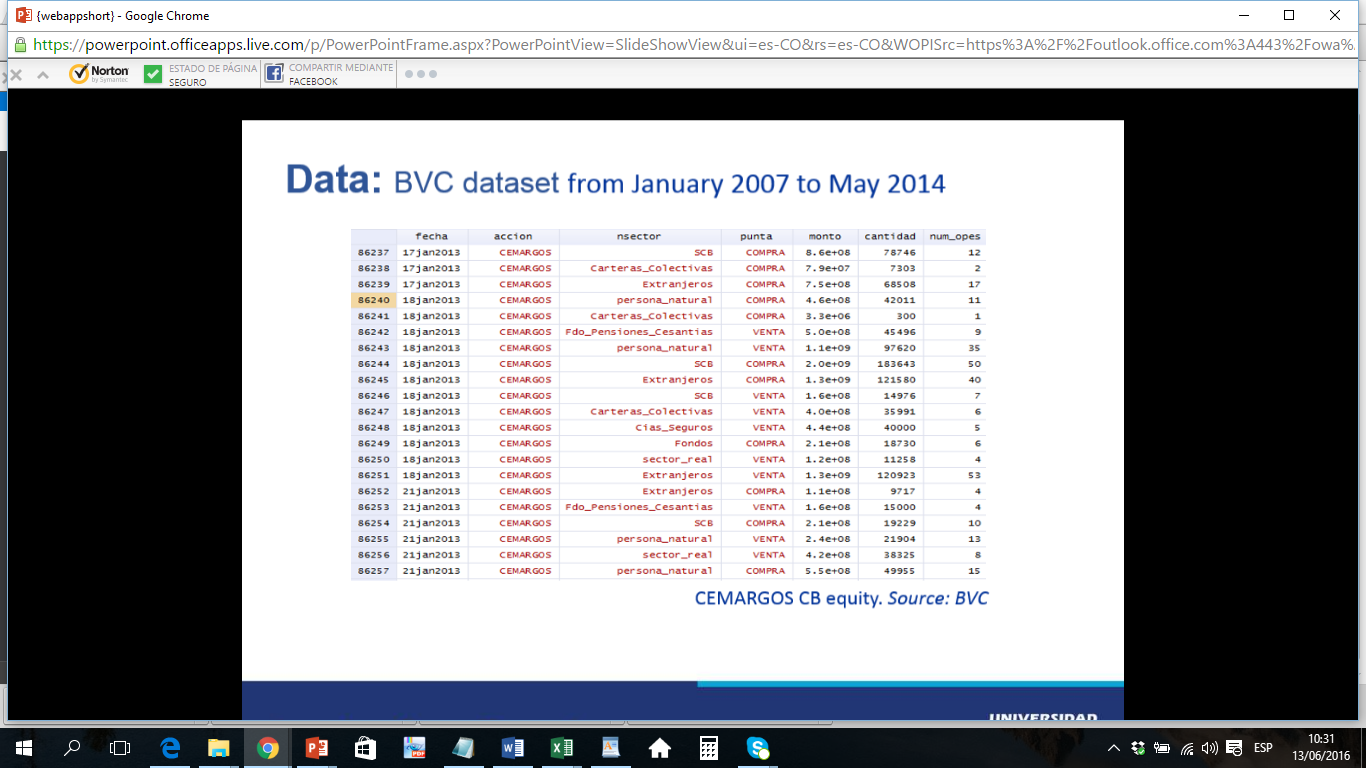 {webappshort} - Google Chrome
https://powerpoint.officeapps.live.com/p/PowerPointFrame.aspx?PowerPointView=SlideShowView&ui=es-CO&rs=es-CO&WOPISrc=https%3A%2F%2Foutlook.office.com%3A443%2Fowa%
Norton by Symantec ESTADO DE PÁGINA SEGURO COMPARTIR MEDIANTE FACEBOOK
Data: BVC dataset from January 2007 to May 2014
fecha accion nsector punta monto cantidad num_opes
86237 17jan2013 CEMARGOS SCB COMPRA 8.6e+08 78746 12
86238 17jan2013 CEMARGOS Carteras_Colectivas COMPRA 7.9e+07 7303 2
86239 17jan2013 CEMARGOS Extranjeros COMPRA 7.5e+08 68508 17
86240 18jan2013 CEMARGOS persona_natural COMPRA 4.6e+08 42011 11
86241 18jan2013 CEMARGOS Carteras_Colectivas COMPRA 3.3e+06 300 1
86242 18jan2013 CEMARGOS Fdo_Pensiones_Cesantias VENTA 5.0e+08 45496 9
86243 18jan2013 CEMARGOS persona_natural VENTA 1.1e+09 97620 35
86244 18jan2013 CEMARGOS SCB COMPRA 2.0e+09 183643 50
86245 18jan2013 CEMARGOS Extranjeros COMPRA 1.3e+09 121580 40
86246 18jan2013 CEMARGOS SCB VENTA 1.6e+08 14976 7
86247 18jan2013 CEMARGOS Carteras_Colectivas VENTA 4.0e+08 35991 6
86248 18jan2013 CEMARGOS Cias_Seguros VENTA 4.4e+08 40000 5
86249 18jan2013 CEMARGOS Fondos COMPRA 2.1e+08 18730 6
86250 18jan2013 CEMARGOS sector_real VENTA 1.2e+08 11258 4
86251 18jan2013 CEMARGOS Extranjeros VENTA 1.3e+09 120923 53
86252 21jan2013 CEMARGOS Extranjeros COMPRA 1.1e+08 9717 4
86253 21jan2013 CEMARGOS Fdo_Pensiones_Cesantias VENTA 1.6e+08 15000 4
86254 21jan2013 CEMARGOS SCB COMPRA 2.1e+08 19229 10
86255 21jan2013 CEMARGOS persona_natural VENTA 2.4e+08 21904 13
86256 21jan2013 CEMARGOS sector_real VENTA 4.2e+08 38325 8
86257 21jan2013 CEMARGOS persona_natural COMPRA 5.5e+08 49955 15
CEMARGOS CB equity. Source: BVC
UNIVERSIDAD
ESP
10:31
13/06/2016